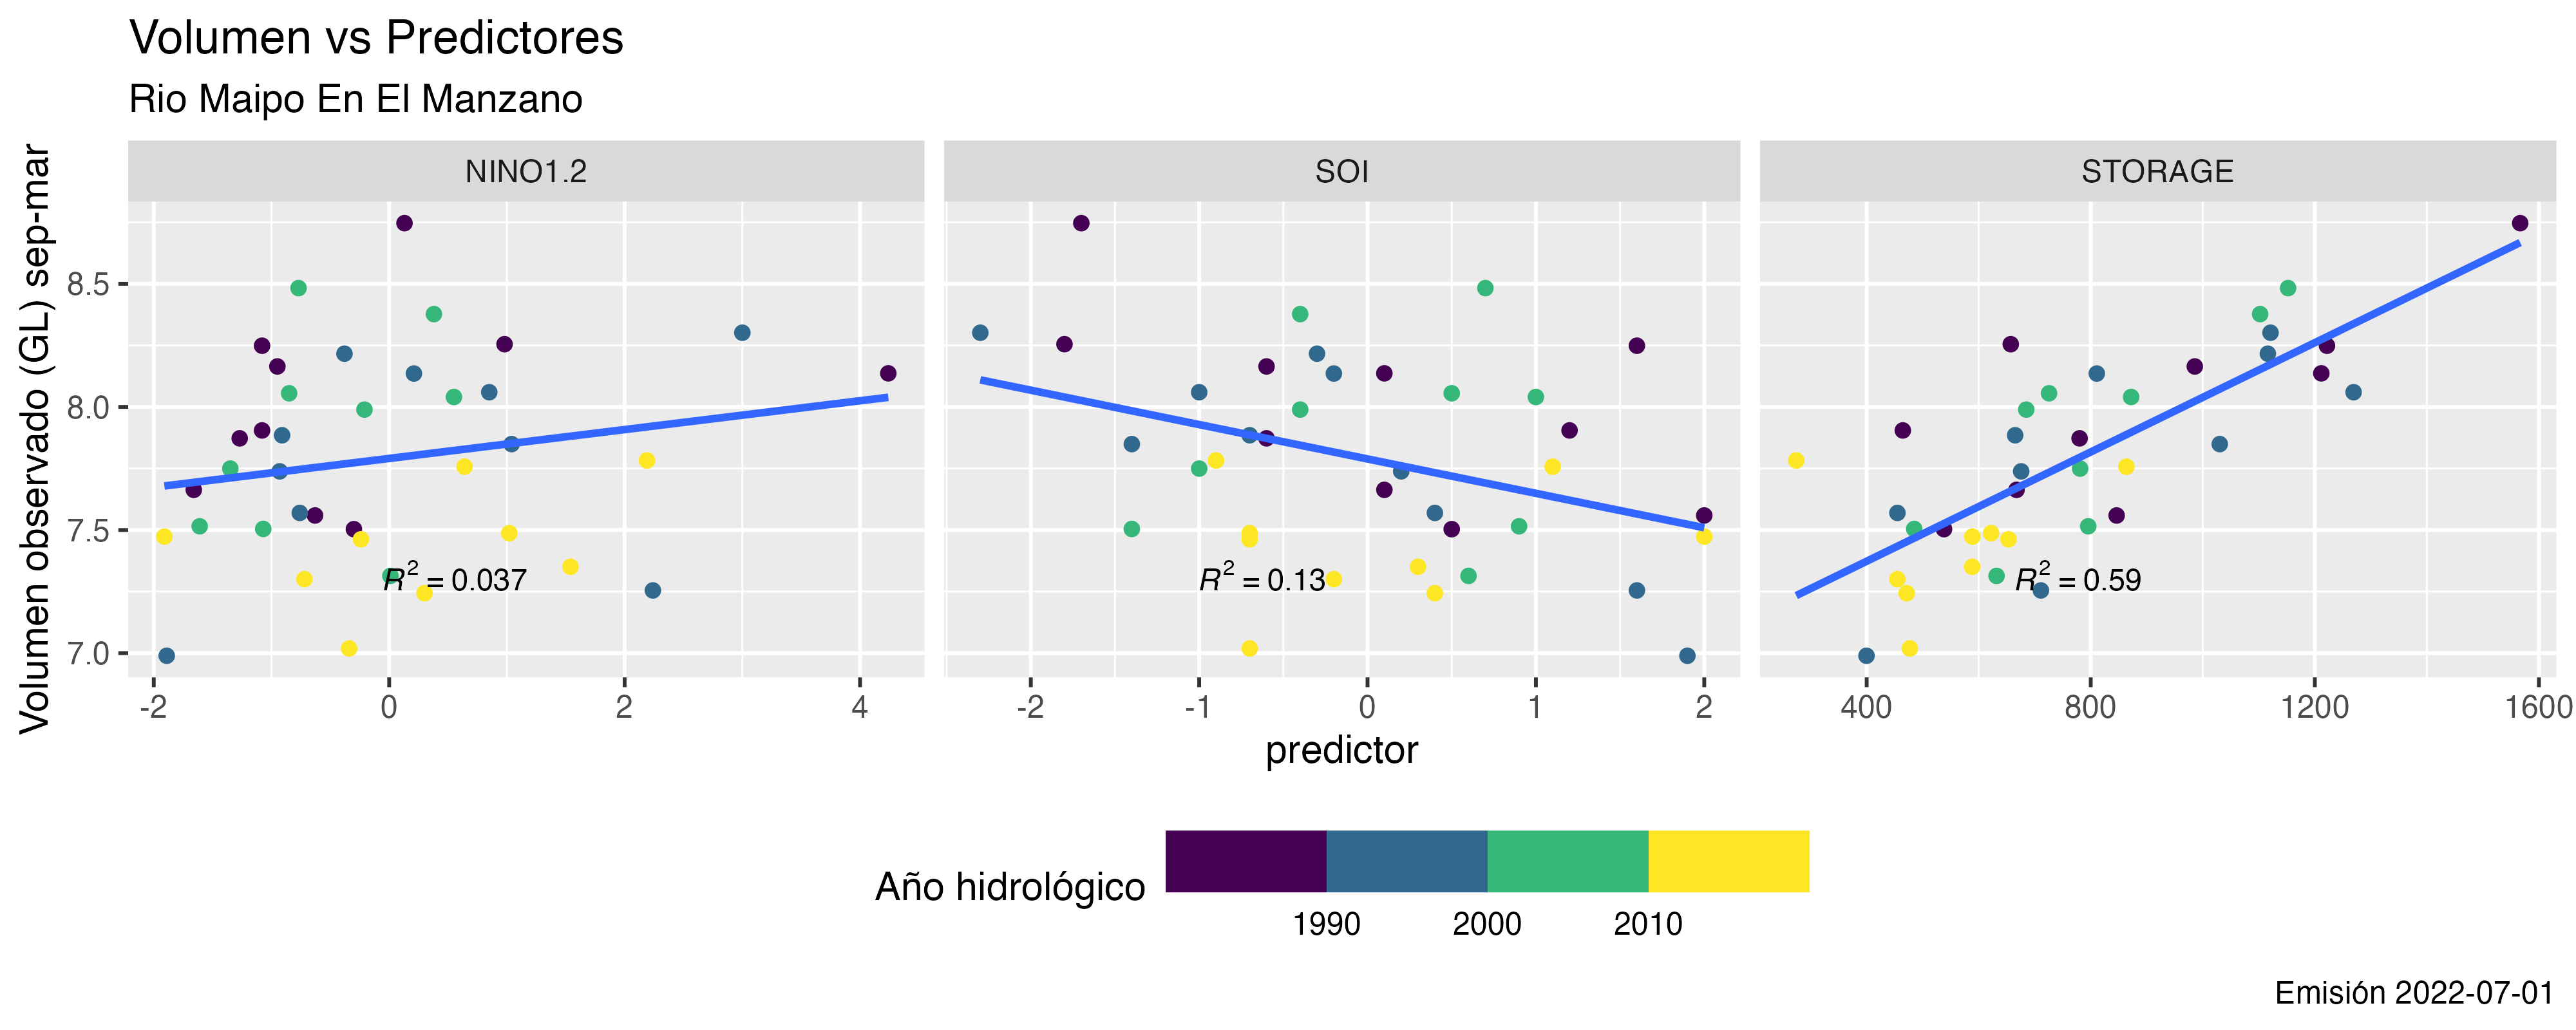 Volumen vs Predictores
Rio Maipo En El Manzano
Volumen observado (GL) sep-mar
NINO1.2 SOI STORAGE
8.5
8.0
7.5
7.0
R² = 0.037 R² = 0.13 R² = 0.59
-2 0 2 4 -2 -1 0 1 2 400 800 1200 1600
predictor
Año hidrológico
1990 2000 2010
Emisión 2022-07-01